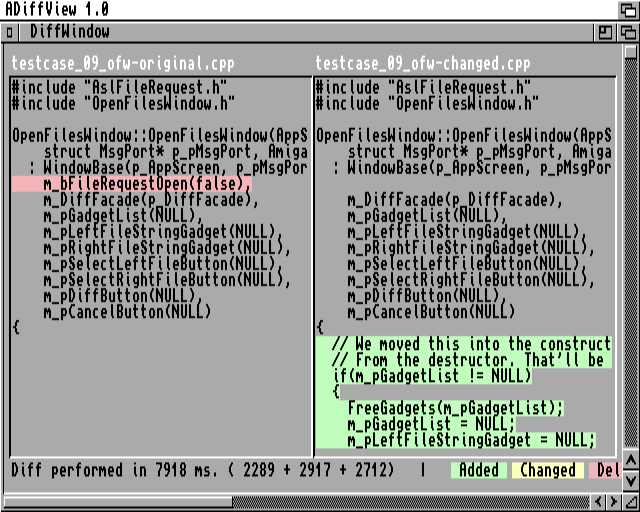 ADiffView 1.0
DiffWindow
testcase_09_ofw-original.cpp
#include "AslFileRequest.h"
#include "OpenFilesWindow.h"
OpenFilesWindow::OpenFilesWindow(AppS
struct MsgPort* p_pMsgPort, Amiga
: WindowBase(p_AppScreen, p_pMsgPor
m_bFileRequestOpen(false),
m_DiffFacade(p_DiffFacade),
m_pGadgetList(NULL),
m_pLeftFileStringGadget(NULL),
m_pRightFileStringGadget(NULL),
m_pSelectLeftFileButton(NULL),
m_pSelectRightFileButton(NULL),
m_pDiffButton(NULL),
m_pCancelButton(NULL)
{
testcase_09_ofw-changed.cpp
#include "AslFileRequest.h"
#include "OpenFilesWindow.h"
OpenFilesWindow::OpenFilesWindow(AppS
struct MsgPort* p_pMsgPort, Amiga
: WindowBase(p_AppScreen, p_pMsgPor
m_DiffFacade(p_DiffFacade),
m_pGadgetList(NULL),
m_pLeftFileStringGadget(NULL),
m_pRightFileStringGadget(NULL),
m_pSelectLeftFileButton(NULL),
m_pSelectRightFileButton(NULL),
m_pDiffButton(NULL),
m_pCancelButton(NULL)
{
// We moved this into the construct
// From the destructor. That'll be
if(m_pGadgetList != NULL)
{
FreeGadgets(m_pGadgetList);
m_pGadgetList = NULL;
m_pLeftFileStringGadget = NULL;
Diff performed in 7918 ms. ( 2289 + 2917 + 2712) | Added Changed Del